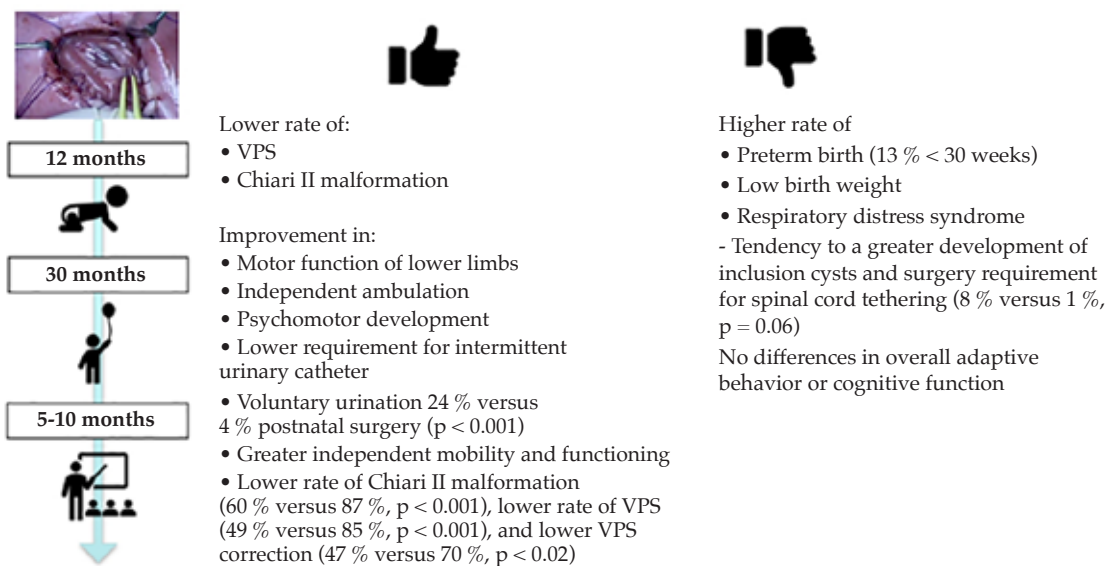 12 months
30 months
5-10 months
Lower rate of:
• VPS
• Chiari II malformation
Improvement in:
• Motor function of lower limbs
• Independent ambulation
• Psychomotor development
• Lower requirement for intermittent
urinary catheter
• Voluntary urination 24 % versus
4 % postnatal surgery (p < 0.001)
• Greater independent mobility and functioning
• Lower rate of Chiari II malformation
(60 % versus 87 %, p < 0.001), lower rate of VPS
(49 % versus 85 %, p < 0.001), and lower VPS
correction (47 % versus 70 %, p < 0.02)
Higher rate of
• Preterm birth (13 % < 30 weeks)
• Low birth weight
• Respiratory distress syndrome
- Tendency to a greater development of
inclusion cysts and surgery requirement
for spinal cord tethering (8 % versus 1 %,
p = 0.06)
No differences in overall adaptive
behavior or cognitive function